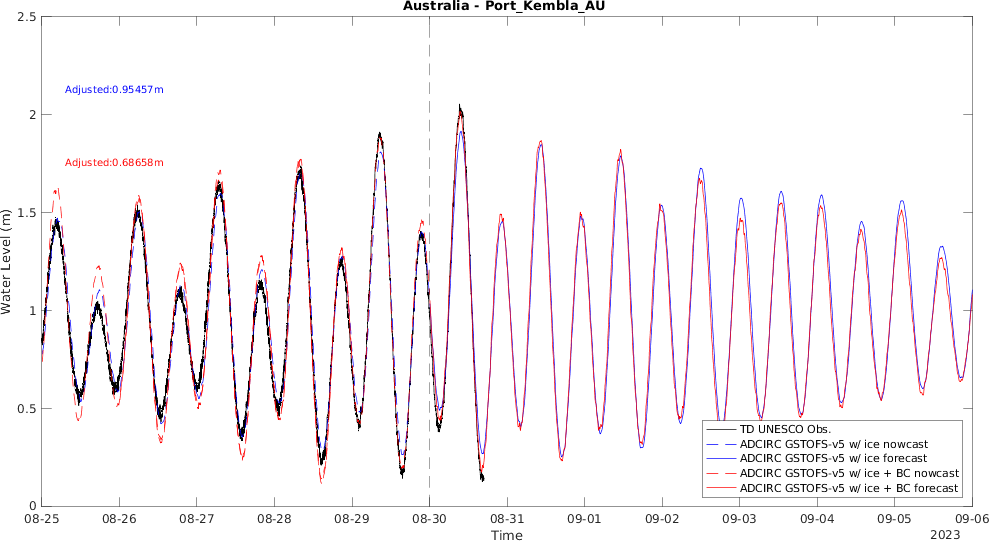 Australia - Port_Kembla_AU
2.5
2
1.5
1
0.5
0
Water Level (m)
Adjusted:0.95457m
Adjusted:0.68658m
TD UNESCO Obs.
ADCIRC GSTOFS-v5 w/ ice nowcast
ADCIRC GSTOFS-v5 w/ ice forecast
ADCIRC GSTOFS-v5 w/ ice + BC nowcast
ADCIRC GSTOFS-v5 w/ ice + BC forecast
08-25 08-26 08-27 08-28 08-29 08-30 08-31 09-01 09-02 09-03 09-04 09-05 09-06
Time
2023